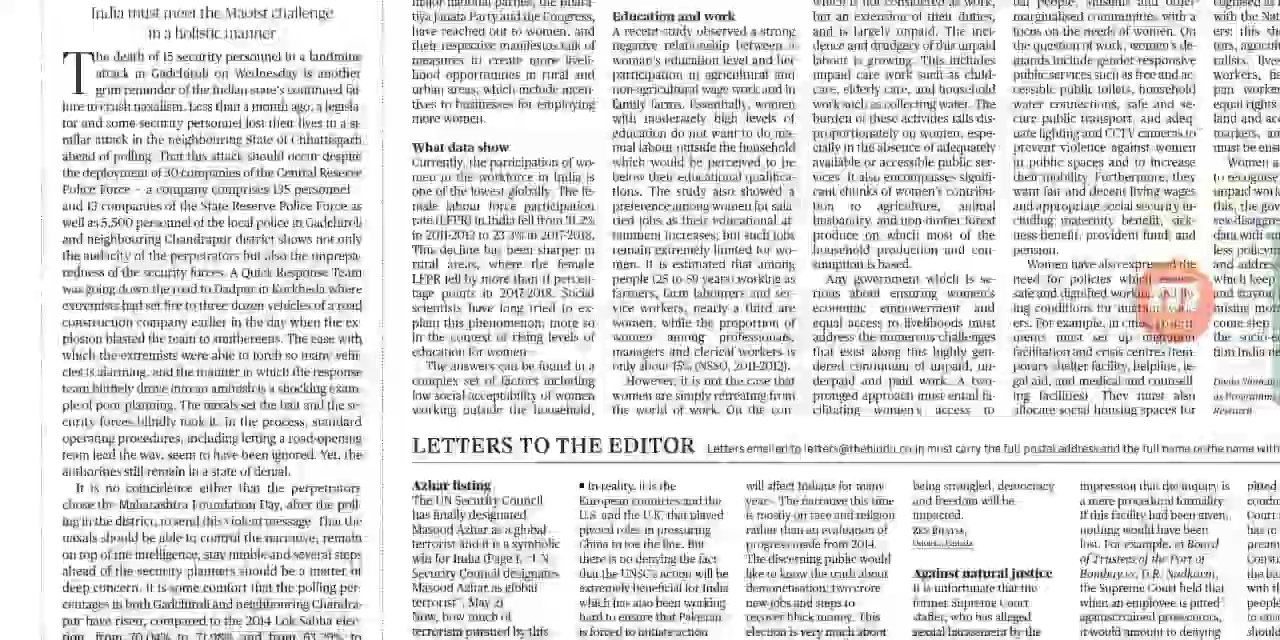 India must meet the Maoist challenge
in a holistic manner
The death of 15 security personnel in a landmine
attack in Gadchiroli on Wednesday is another
grim reminder of the Indian state's continued fai-
lure to crush naxalism. Less than a month ago, a legisla-
tor and some security personnel lost their lives in a si-
milar attack in the neighbouring State of Chhattisgarh
ahead of polling. That this attack should occur despite
the deployment of 30 companies of the Central Reserve
Police Force – a company comprises 135 personnel –
and 13 companies of the State Reserve Police Force as
well as 5,500 personnel of the local police in Gadchiroli
and neighbouring Chandrapur district shows not only
the audacity of the perpetrators but also the unprepa-
redness of the security forces. A Quick Response Team
was going down the road to Dadpur in Kurkheda where
extremists had set fire to three dozen vehicles of a road
construction company earlier in the day when the ex-
plosion blasted the team to smithereens. The ease with
which the extremists were able to torch so many vehi-
cles is alarming, and the manner in which the response
team blithely drove into an ambush is a shocking exam-
ple of poor planning. The naxals set the bait and the se-
curity forces blindly took it. In the process, standard
operating procedures, including letting a road-opening
team lead the way, seem to have been ignored. Yet, the
authorities still remain in a state of denial.
It is no coincidence either that the perpetrators
chose the Maharashtra Foundation Day, after the poll-
ing in the district, to send this violent message. That the
naxals should be able to control the narrative, remain
on top of the intelligence, stay nimble and several steps
ahead of the security planners should be a matter of
deep concern. It is some comfort that the polling per-
centages in both Gadchiroli and neighbouring Chandra-
pur have risen, compared to the 2014 Lok Sabha elec-
tiya Janata Party and the Congress,
have reached out to women, and
their respective manifestos talk of
measures to create more liveli-
hood opportunities in rural and
urban areas, which include incen-
tives to businesses for employing
more women.
What data show
Currently, the participation of wo-
men in the workforce in India is
one of the lowest globally. The fe-
male labour force participation
rate (LFPR) in India fell from 31.2%
in 2011-2012 to 23.3% in 2017-2018.
This decline has been sharper in
rural areas, where the female
LFPR fell by more than 11 percen-
tage points in 2017-2018. Social
scientists have long tried to ex-
plain this phenomenon, more so
in the context of rising levels of
education for women.
The answers can be found in a
complex set of factors including
low social acceptability of women
working outside the household,
Education and work
A recent study observed a strong
negative relationship between a
woman's education level and her
participation in agricultural and
non-agricultural wage work and in
family farms. Essentially, women
with moderately high levels of
education do not want to do ma-
nual labour outside the household
which would be perceived to be
below their educational qualifica-
tions. The study also showed a
preference among women for sala-
ried jobs as their educational at-
tainment increases; but such jobs
remain extremely limited for wo-
men. It is estimated that among
people (25 to 59 years) working as
farmers, farm labourers and ser-
vice workers, nearly a third are
women, while the proportion of
women among professionals,
managers and clerical workers is
only about 15% (NSSO, 2011-2012).
However, it is not the case that
women are simply retreating from
the world of work. On the con-
but an extension of their duties,
and is largely unpaid. The inci-
dence and drudgery of this unpaid
labour is growing. This includes
unpaid care work such as child-
care, elderly care, and household
work such as collecting water. The
burden of these activities falls dis-
proportionately on women, espe-
cially in the absence of adequately
available or accessible public ser-
vices. It also encompasses signifi-
cant chunks of women's contribu-
tion to agriculture, animal
husbandry, and non-timber forest
produce on which most of the
household production and con-
sumption is based.
Any government which is se-
rious about ensuring women's
economic empowerment and
equal access to livelihoods must
address the numerous challenges
that exist along this highly gen-
dered continuum of unpaid, un-
derpaid and paid work. A two-
pronged approach must entail fa-
cilitating women's access to
marginalised communities, with a
focus on the needs of women. On
the question of work, women's de-
mands include gender-responsive
public services such as free and ac-
cessible public toilets, household
water connections, safe and se-
cure public transport, and adeq-
uate lighting and CCTV cameras to
prevent violence against women
in public spaces and to increase
their mobility. Furthermore, they
want fair and decent living wages
and appropriate social security in-
cluding maternity benefit, sick-
ness benefit, provident fund, and
pension.
Women have also expressed the
need for policies which ensure
safe and dignified working
ing conditions for migrant work-
ers. For example, in cities
ments must set up migration
facilitation and crisis centres (tem-
porary shelter facility, helpline, le-
gal aid, and medical and counsell-
ing facilities). They must also
allocate social housing spaces for
LETTERS TO THE EDITOR Letters emailed to letters@thehindu.co.in must carry the full postal address and the full name or the name with
Azhar listing
The UN Security Council
has finally designated
Masood Azhar as a global
terrorist and it is a symbolic
win for India (Page 1, "UN
Security Council designates
Masood Azhar as global
terrorist", May 2).
Now, how much of
terrorism pursued by this
■ In reality, it is the
European countries and the
U.S. and the U.K. that played
pivotal roles in pressuring
China to toe the line. But
there is no denying the fact
that the UNSC's action will be
extremely beneficial for India
which has also been working
hard to ensure that Pakistan
is forced to initiate action
will affect Indians for many
years. The narrative this time
is mostly on race and religion
rather than an evaluation of
progress made from 2014.
The discerning public would
like to know the truth about
demonetisation, two crore
new jobs and steps to
recover black money. This
election is very much about
being strangled, democracy
and freedom will be
impacted.
Against natural justice
It is unfortunate that the
former Supreme Court
staffer, who has alleged
sexual harassment by the
impression that the inquiry is
a mere procedural formality.
If this facility had been given,
nothing would have been
lost. For example, in Board
of Trustees of the Port of
Bombay vs. D.R. Nadkarni,
the Supreme Court held that
when an employee is pitted
against prosecutors,
it would amount to denying